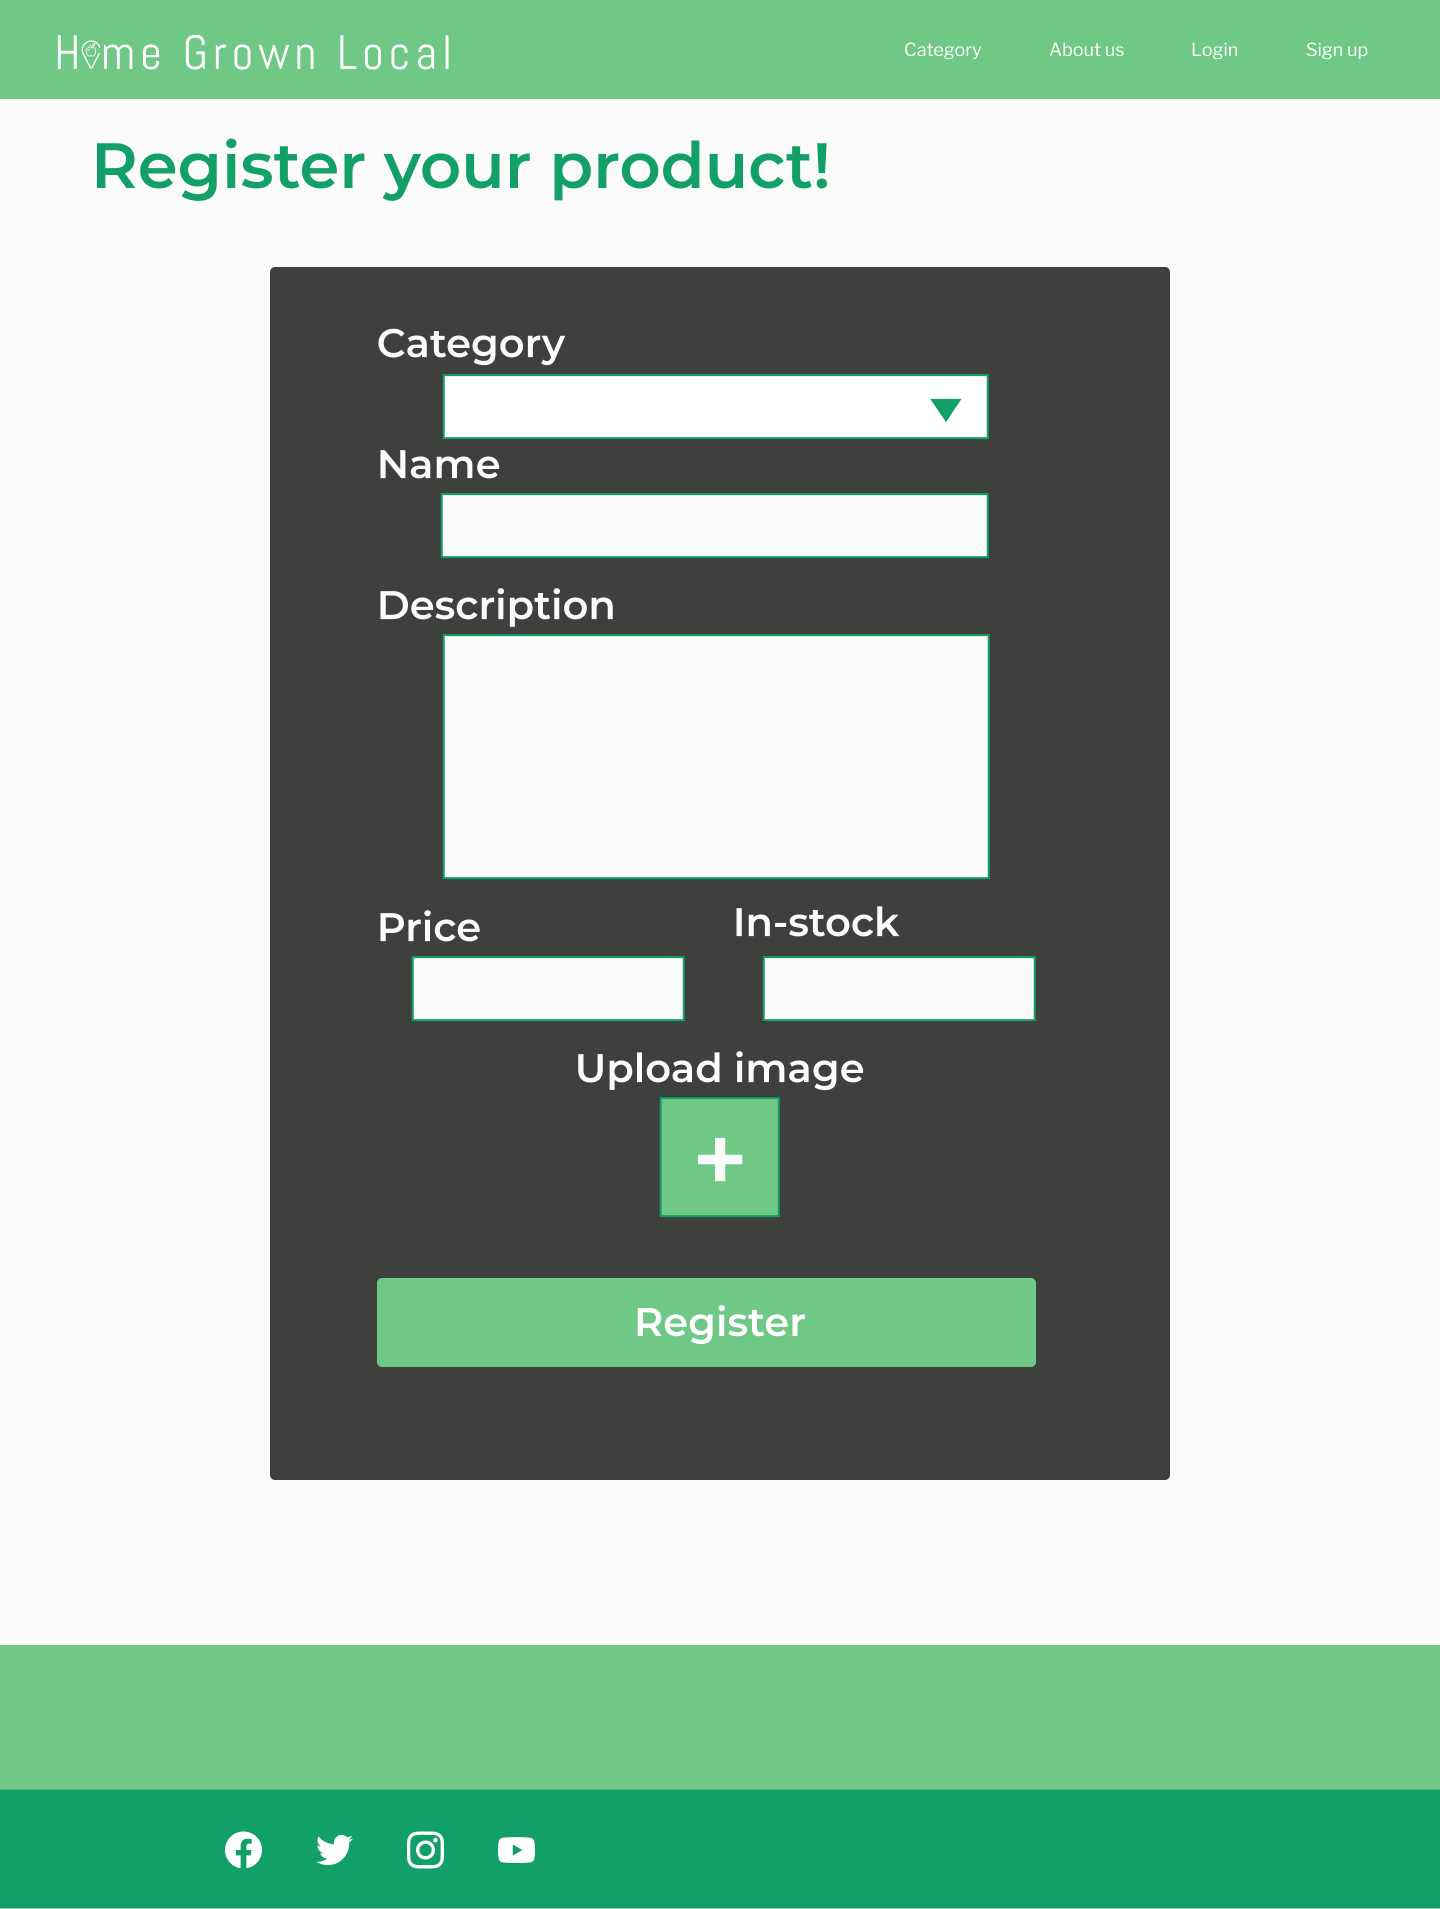 Home Grown Local
Category
About us
Login
Sign up
Register your product!
Category
Name
Description
Price
In-stock
Upload image
Register